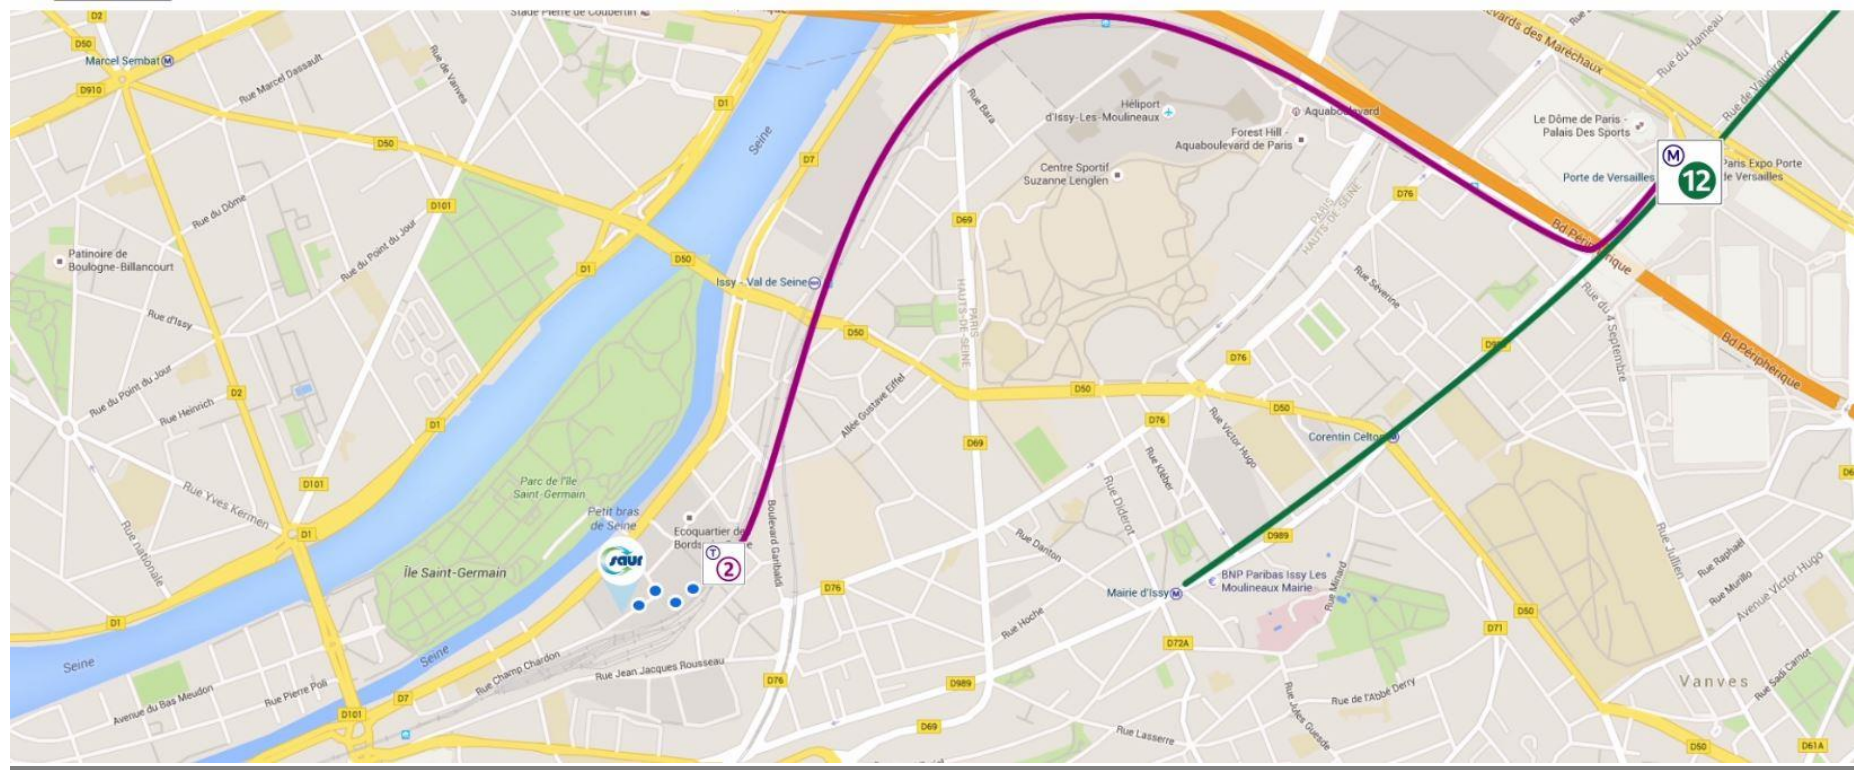 D2
Stade Pierre de Coubertin
D50
Marcel Sembat
D910
Rue Marcel Dassault
Rue de Vanves
D1
Seine
D7
D50
D101
Rue du Dôme
Rue du Point du Jour
Patinoire de
Boulogne-Billancourt
Rue d'Issy
D1
D50
Issy - Val de Seine
D50
Rue du Point du Jour
Rue Heinrich
D2
D1
D101
Rue Yves Kermen
Rue nationale
D1
Parc de l'île
Saint-Germain
Petit bras
de Seine
Île Saint-Germain
saur
Ecoquartier de
T
2
Boulevard Garibaldi
Allée Gustave Eiffel
D1
Seine
Seine
Avenue du Bas Meudon
Rue Pierre Poli
D101
D7
Rue Champ Chardon
Rue Jean Jacques Rousseau
D76
D76
Rue Bara
Héliport
d'Issy-Les-Moulineaux
Aquaboulevard
Forest Hill -
Aquaboulevard de Paris
Centre Sportif
Suzanne Lenglen
D69
PARIS
HAUTS-DE-SEINE
PARIS
HAUTS-DE-SEINE
D76
evards des Maréchaux
Rue du Hameau
Rue de Vaugirard
Le Dôme de Paris -
Palais Des Sports
Porte de Versailles
M
12
Paris Expo Porte
de Versailles
Bd Périphérique
Rue Séverine
Rue du 4 Septembre
Bd Périphérique
D76
D50
D50
D76
D69
Rue Victor Hugo
Rue Kléber
Rue Diderot
Corentin Celton
Rue Danton
D989
BNP Paribas Issy Les
Moulineaux Mairie
Mairie d'Issy
Rue Minard
Rue Hoche
D72A
D989
D69
Rue Lasserre
Rue Jules Guesde
Rue de l'Abbé Derry
D71
D50
Rue Jullien
Rue Raphaël
Rue Murillo
Avenue Victor Hugo
Vanves
Rue Sadi Carnot
D50
D61A